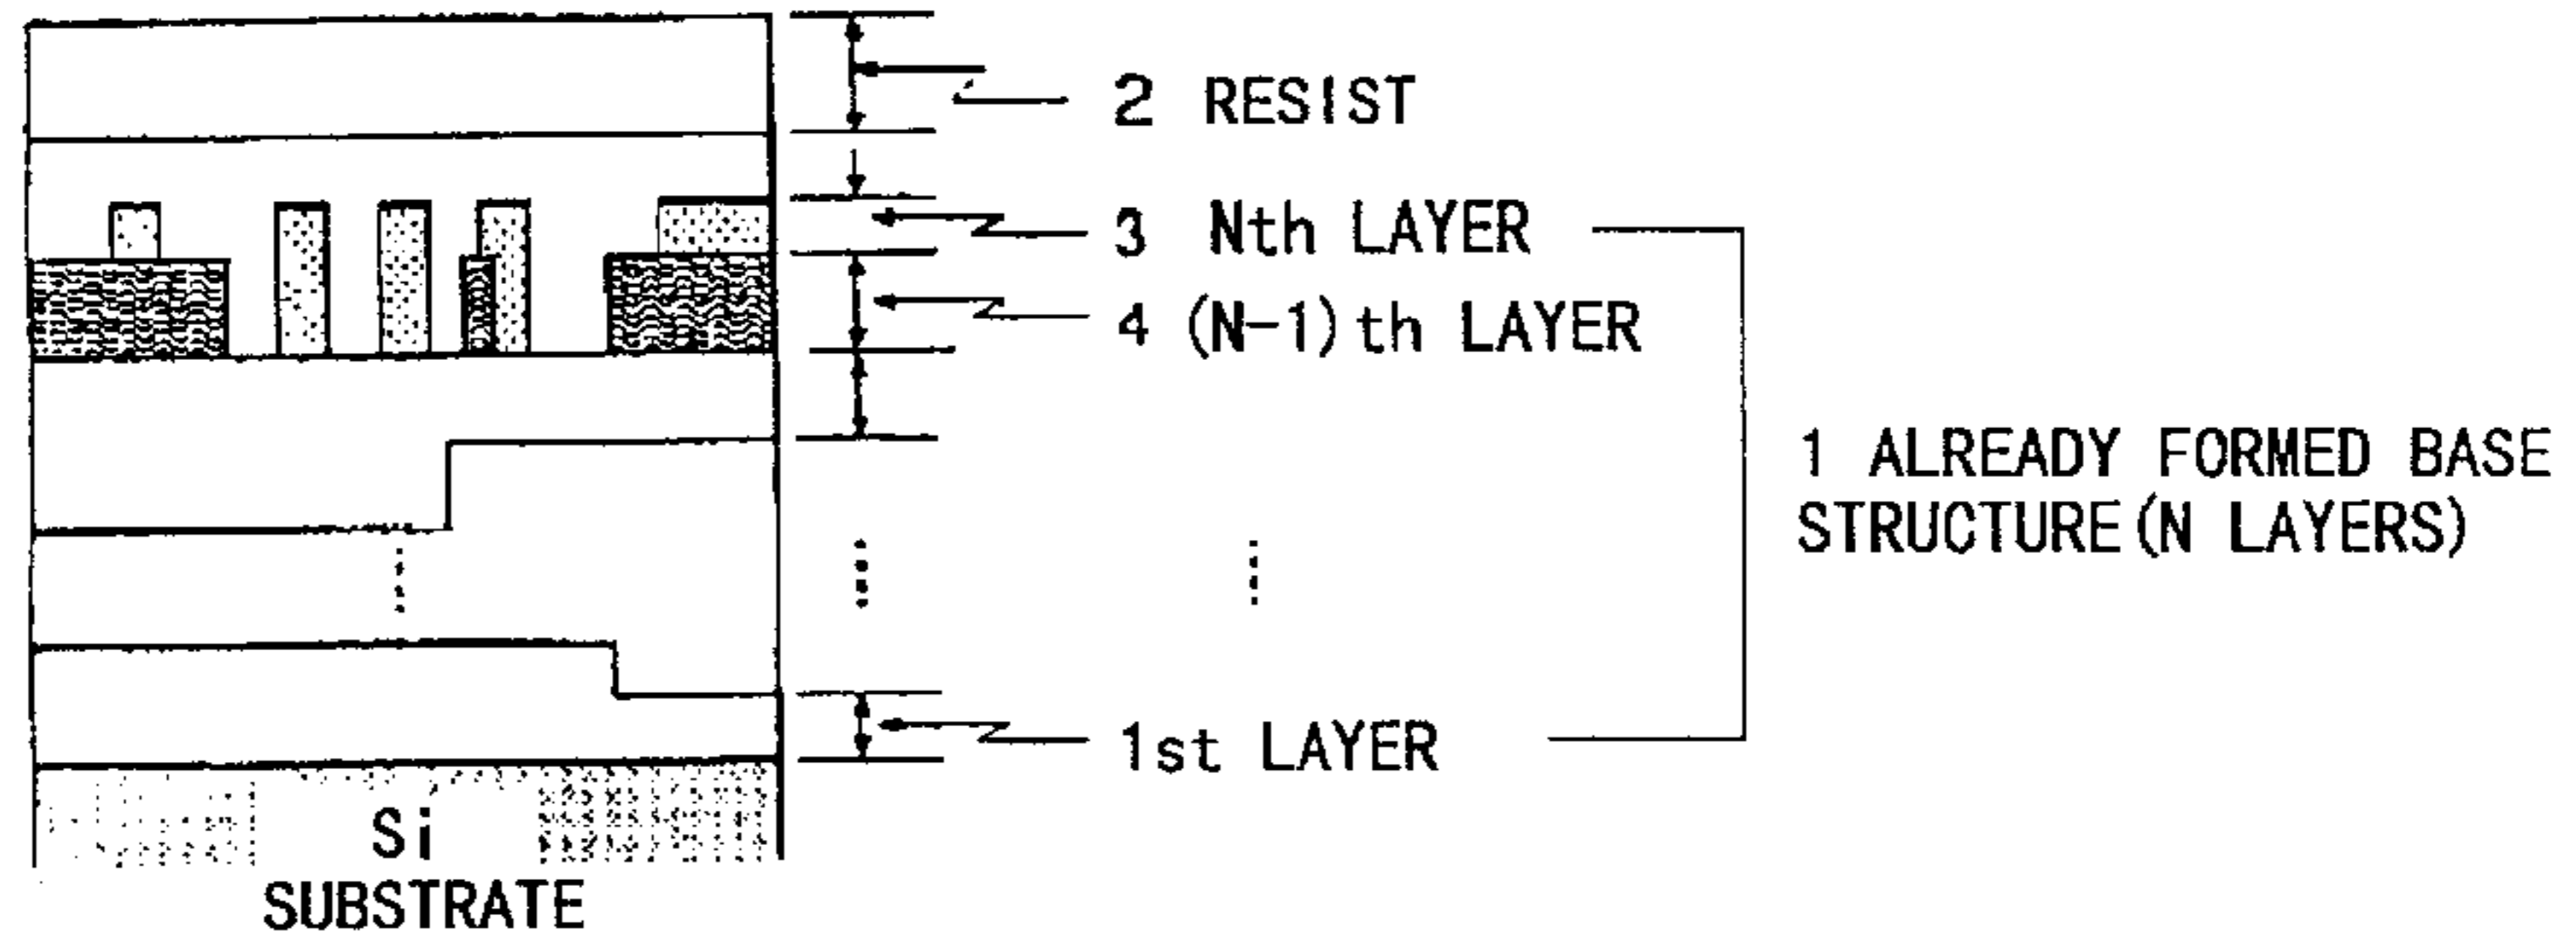 2 RESIST
3 Nth LAYER
4 (N-1)th LAYER
1 ALREADY FORMED BASE
STRUCTURE(N LAYERS)
1st LAYER
Si
SUBSTRATE